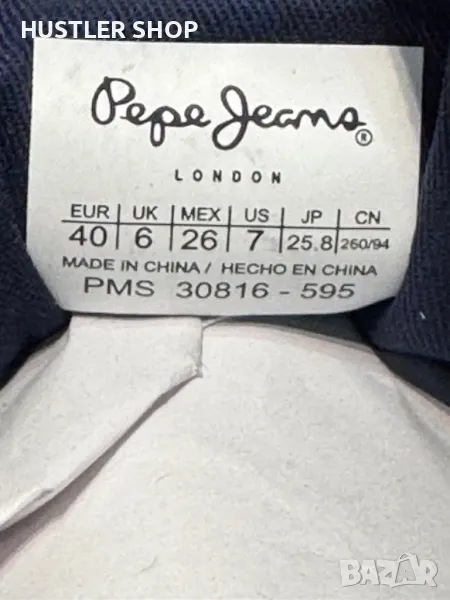 HUSTLER SHOP
Pepe Jeans®
LONDON
EUR UK MEX US JP CN
40 6 26 7 25.8 260/94
MADE IN CHINA / HECHO EN CHINA
PMS 30816 - 595
bazar